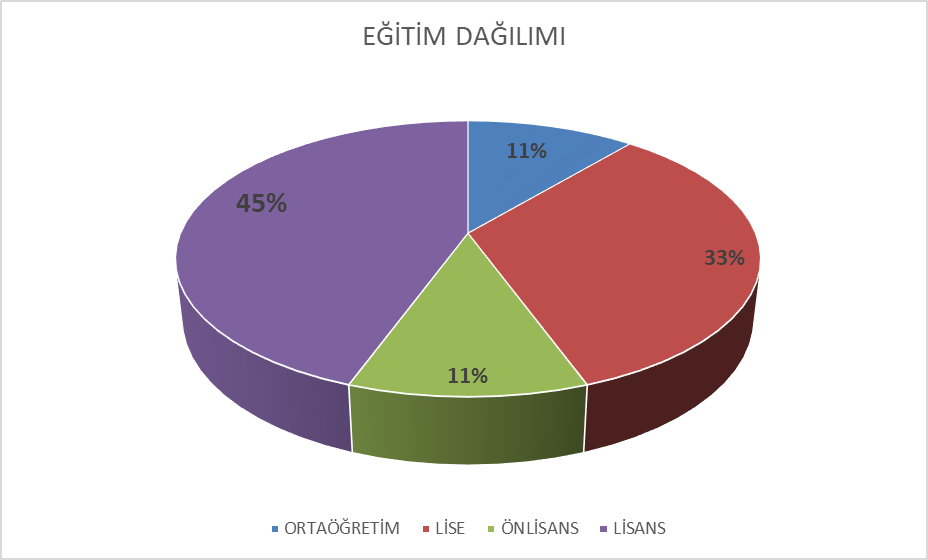 EĞİTİM DAĞILIMI
11%
45%
33%
11%
ORTAÖĞRETİM LİSE ÖNLİSANS LİSANS